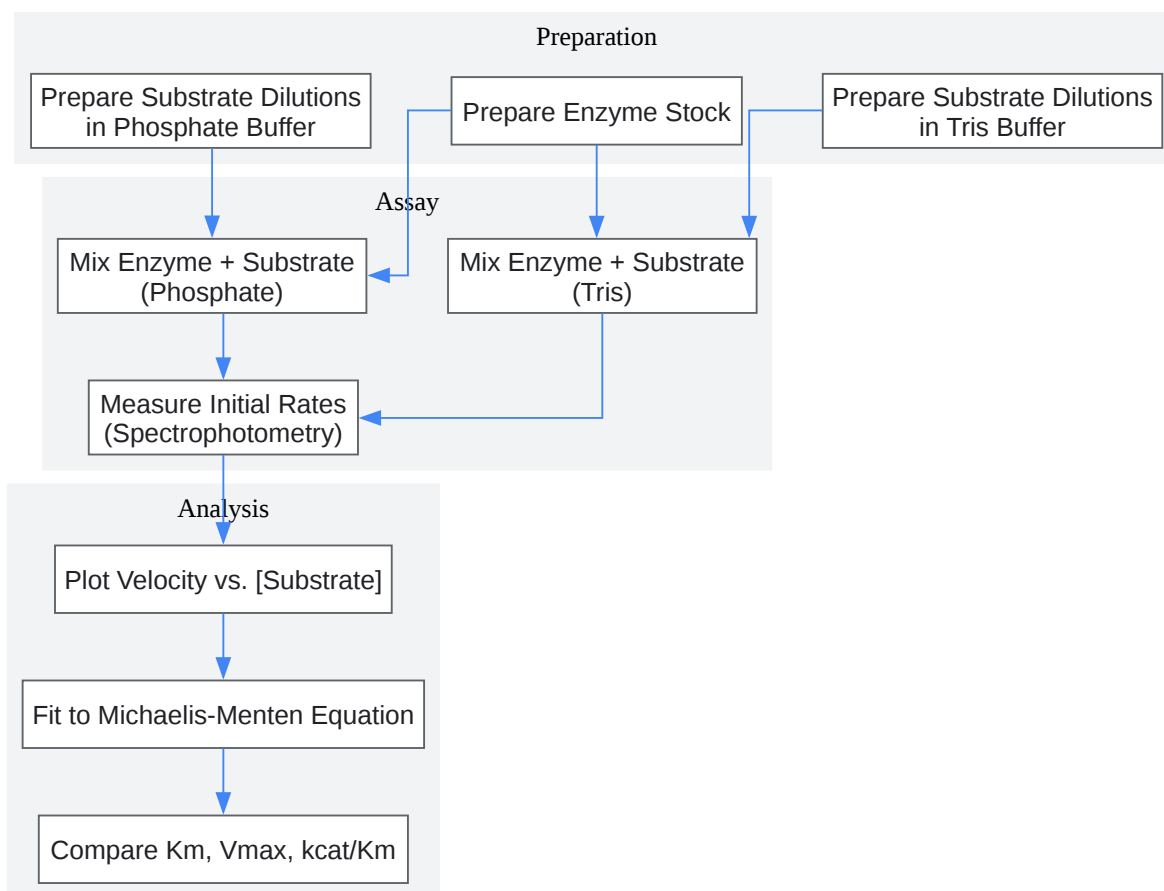 Preparation
Prepare Substrate Dilutions
in Phosphate Buffer
Prepare Enzyme Stock
Prepare Substrate Dilutions
in Tris Buffer
Assay
Mix Enzyme + Substrate
(Phosphate)
Mix Enzyme + Substrate
(Tris)
Measure Initial Rates
(Spectrophotometry)
Analysis
Plot Velocity vs. [Substrate]
Fit to Michaelis-Menten Equation
Compare Km, Vmax, kcat/Km